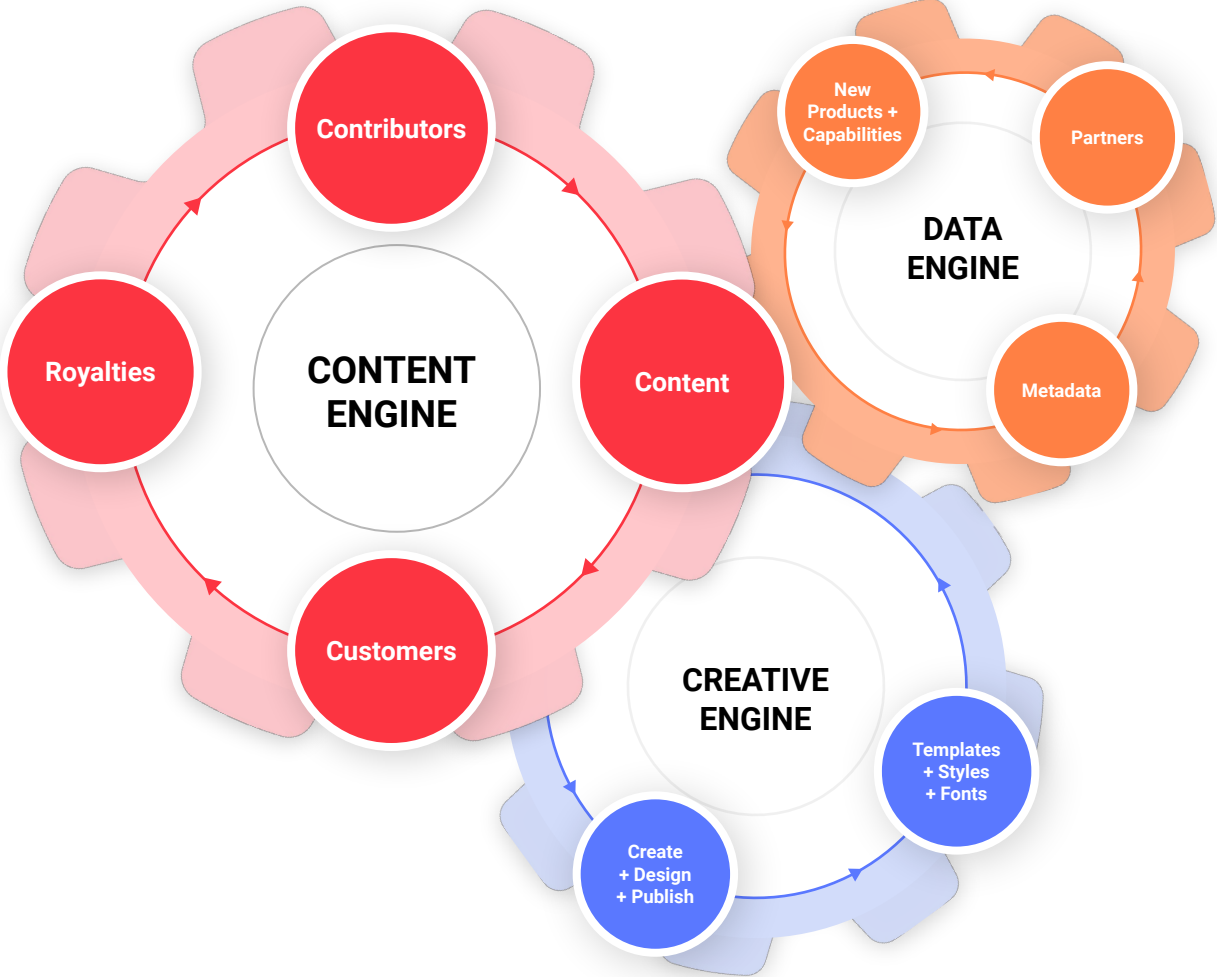 Contributors
Royalties
CONTENT
ENGINE
Content
Customers
New
Products +
Capabilities
Partners
DATA
ENGINE
Metadata
CREATIVE
ENGINE
Templates
+ Styles
+ Fonts
Create
+ Design
+ Publish